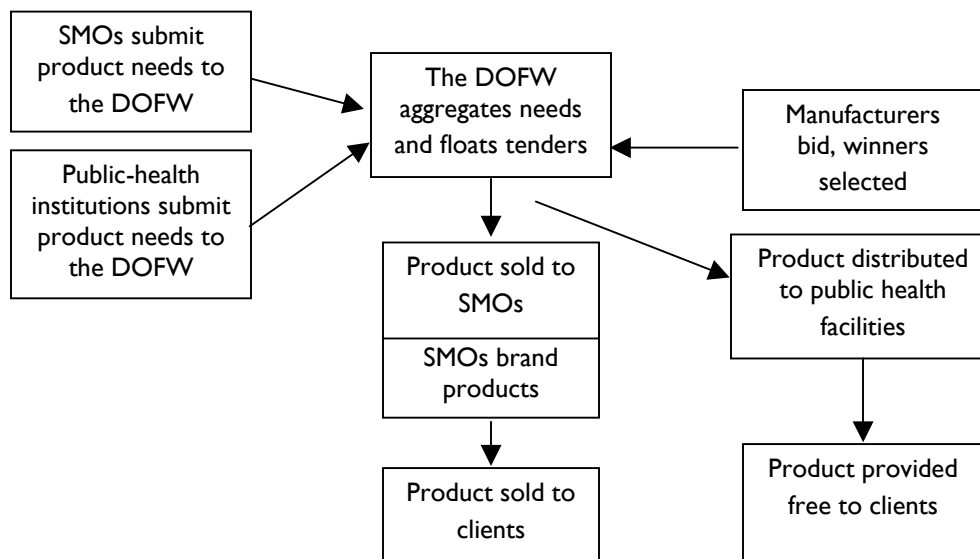 SMOs submit
product needs to
the DOFW
Public-health
institutions submit
product needs to
the DOFW
The DOFW
aggregates needs
and floats tenders
Manufacturers
bid, winners
selected
Product sold to
SMOs
SMOs brand
products
Product sold to
clients
Product distributed
to public health
facilities
Product provided
free to clients